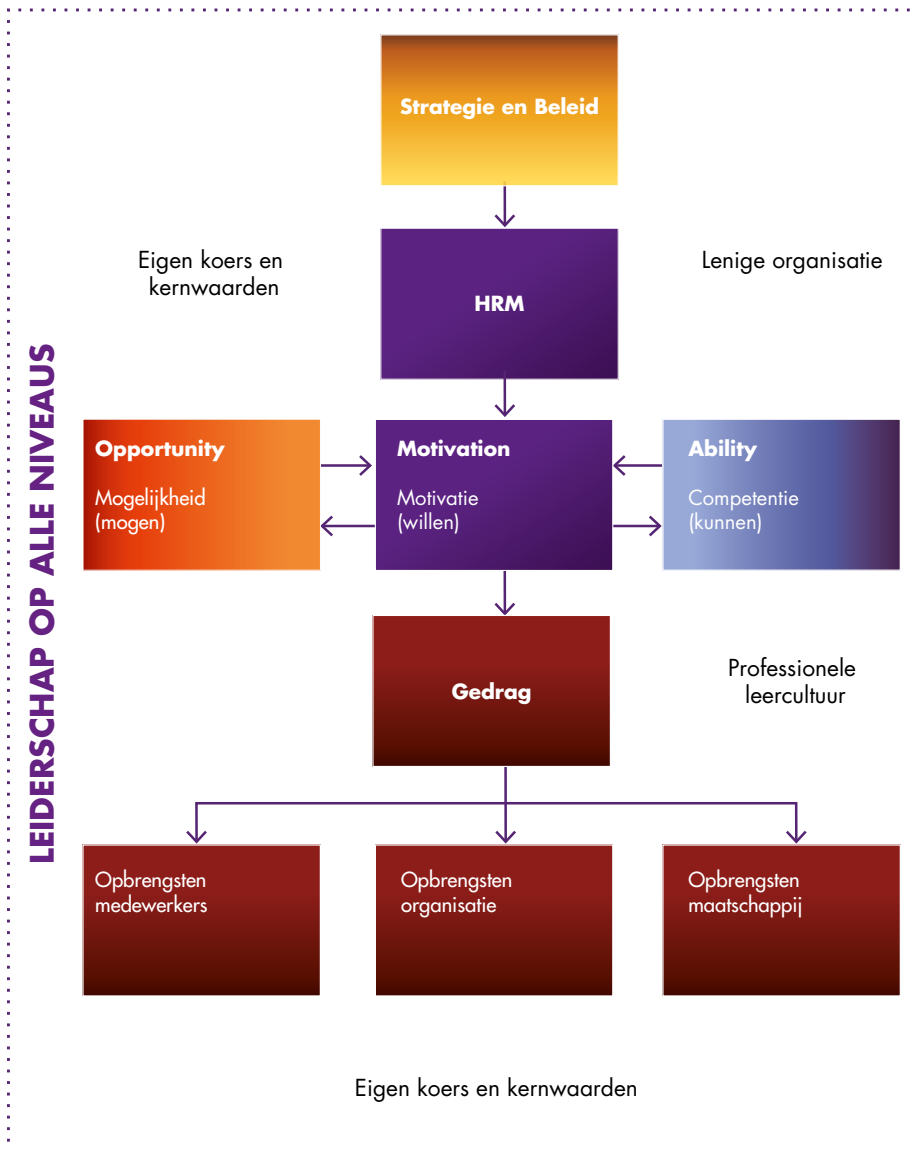 Strategie en Beleid
Eigen koers en
kernwaarden
Lenige organisatie
HRM
LEIDERSCHAP OP ALLE NIVEAUS
Opportunity
Mogelijkheid
(mogen)
Motivation
Motivatie
(willen)
Ability
Competentie
(kunnen)
Gedrag
Professionele
leercultuur
Opbrengsten
medewerkers
Opbrengsten
organisatie
Opbrengsten
maatschappij
Eigen koers en kernwaarden